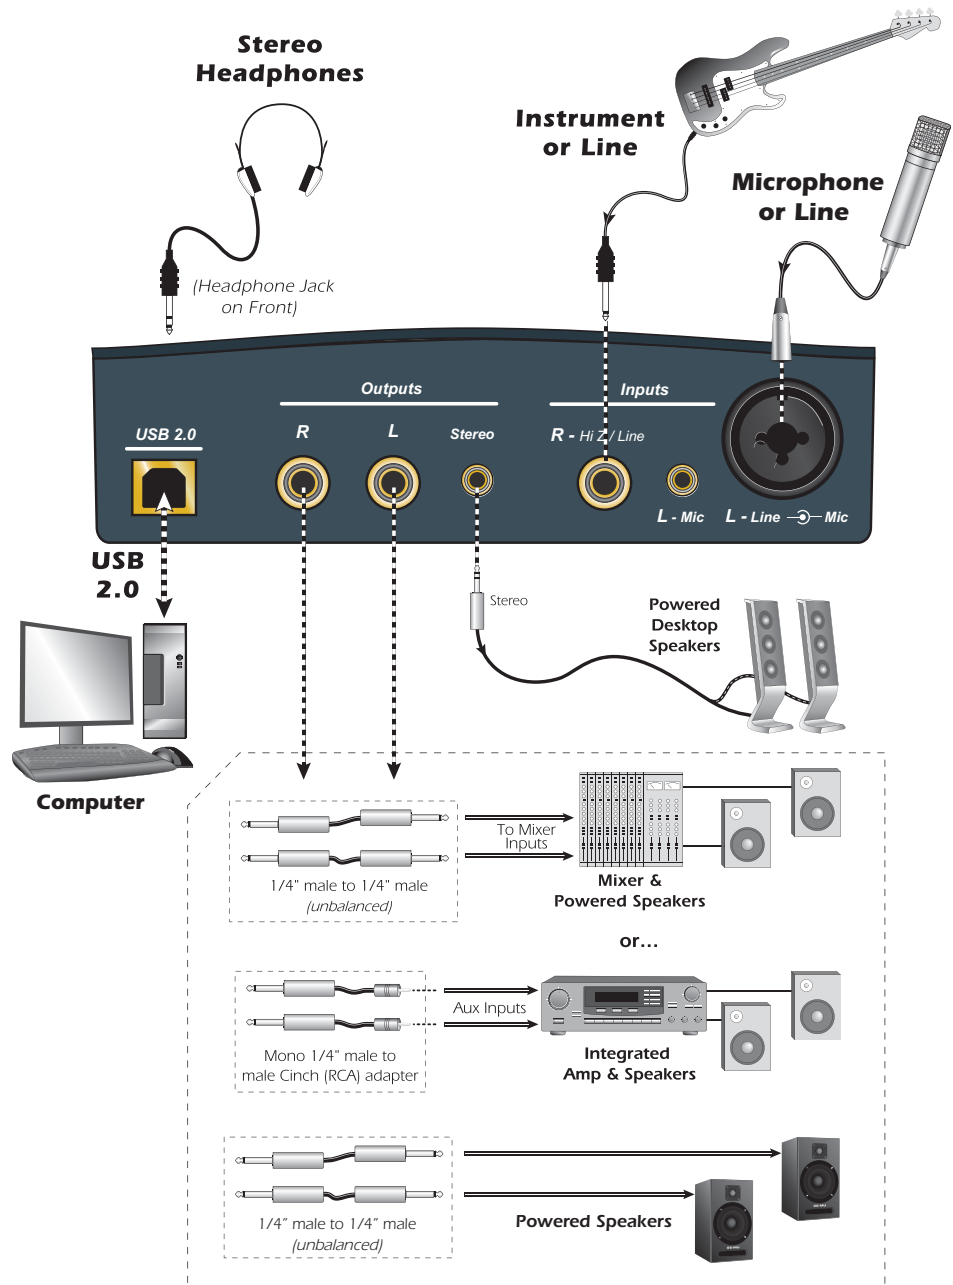 Stereo
Headphones
Instrument
or Line
Microphone
or Line
(Headphone Jack
on Front)
Outputs
Inputs
USB 2.0
R
L
Stereo
R - Hi Z / Line
L - Mic
L - Line
Mic
USB
2.0
Stereo
Powered
Desktop
Speakers
Computer
To Mixer
Inputs
1/4" male to 1/4" male
(unbalanced)
Mixer &
Powered Speakers
or...
Aux Inputs
Mono 1/4" male to
male Cinch (RCA) adapter
Integrated
Amp & Speakers
1/4" male to 1/4" male
(unbalanced)
Powered Speakers